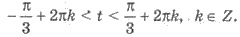 -π/3 + 2πk < t < π/3 + 2πk, k ∈ Z.